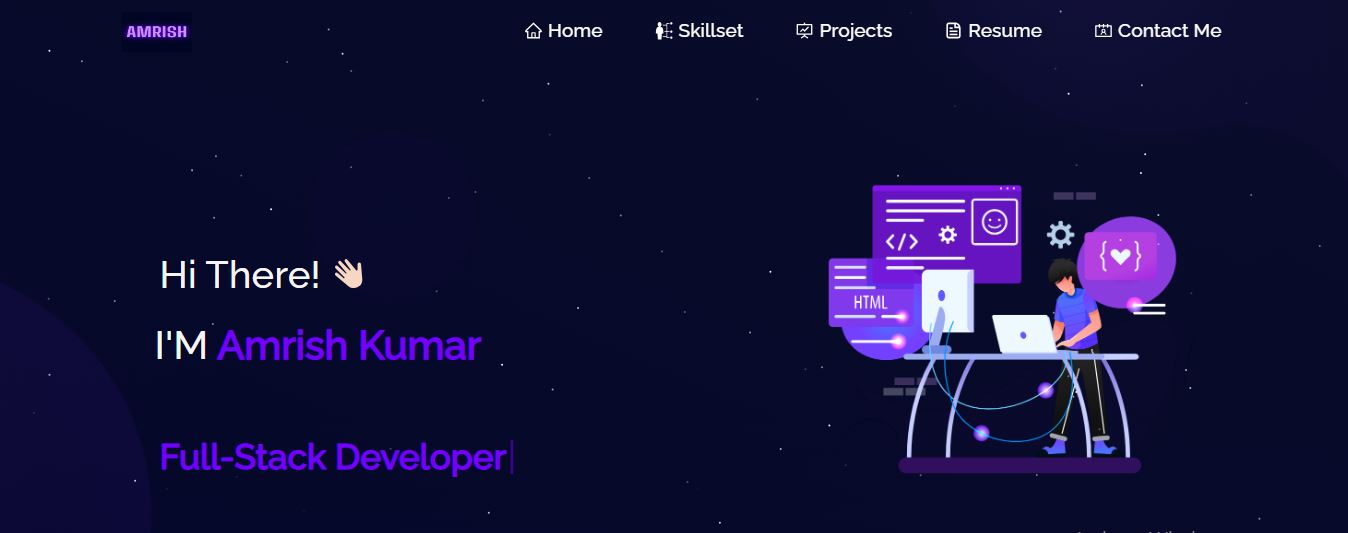 AMRISH
Home
Skillset
Projects
Resume
Contact Me
Hi There! 👋🏻
I'M Amrish Kumar
Full-Stack Developer
</>
HTML
{♥}